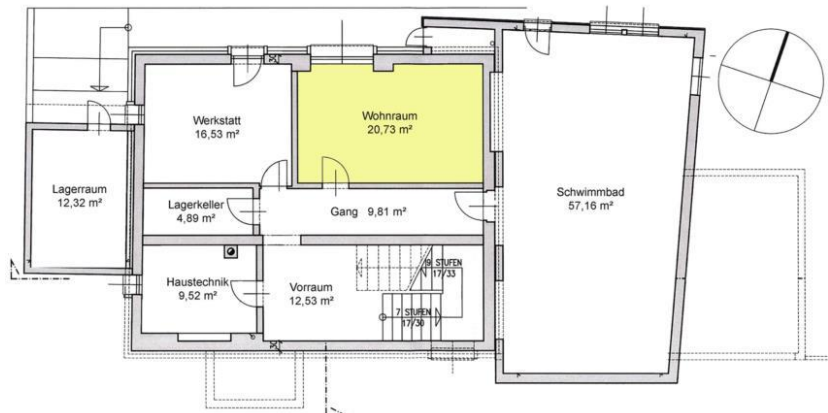 Werkstatt
16,53 m²
Wohnraum
20,73 m²
Lagerraum
12,32 m²
Lagerkeller
4,89 m²
Gang 9,81 m²
Schwimmbad
57,16 m²
Haustechnik
9,52 m²
Vorraum
12,53 m²
9 STUFEN
17/33
7 STUFEN
17/30